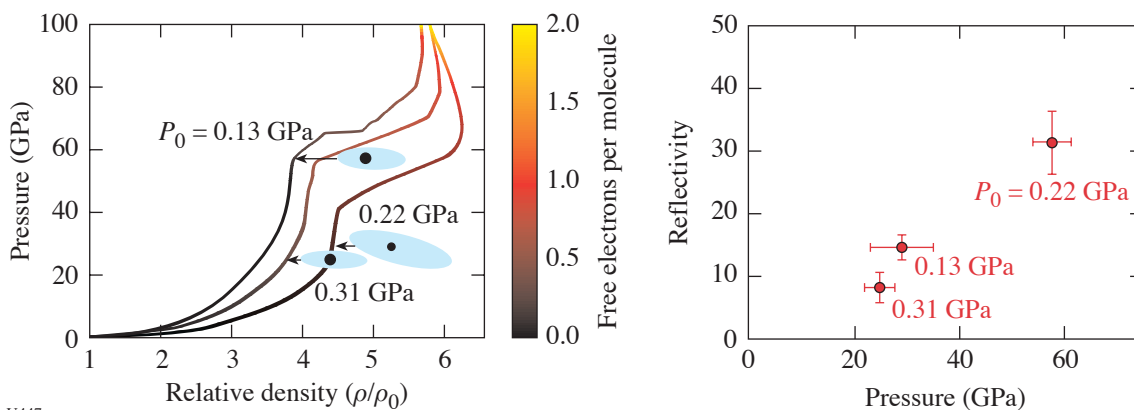 100
80
60
40
20
0
Pressure (GPa)
P0 = 0.13 GPa
0.22 GPa
0.31 GPa
1
2
3
4
5
6
Relative density (ρ/ρ0)
2.0
1.5
1.0
0.5
0.0
Free electrons per molecule
50
40
30
20
10
0
Reflectivity
P0 = 0.22 GPa
0.13 GPa
0.31 GPa
0
20
40
60
Pressure (GPa)